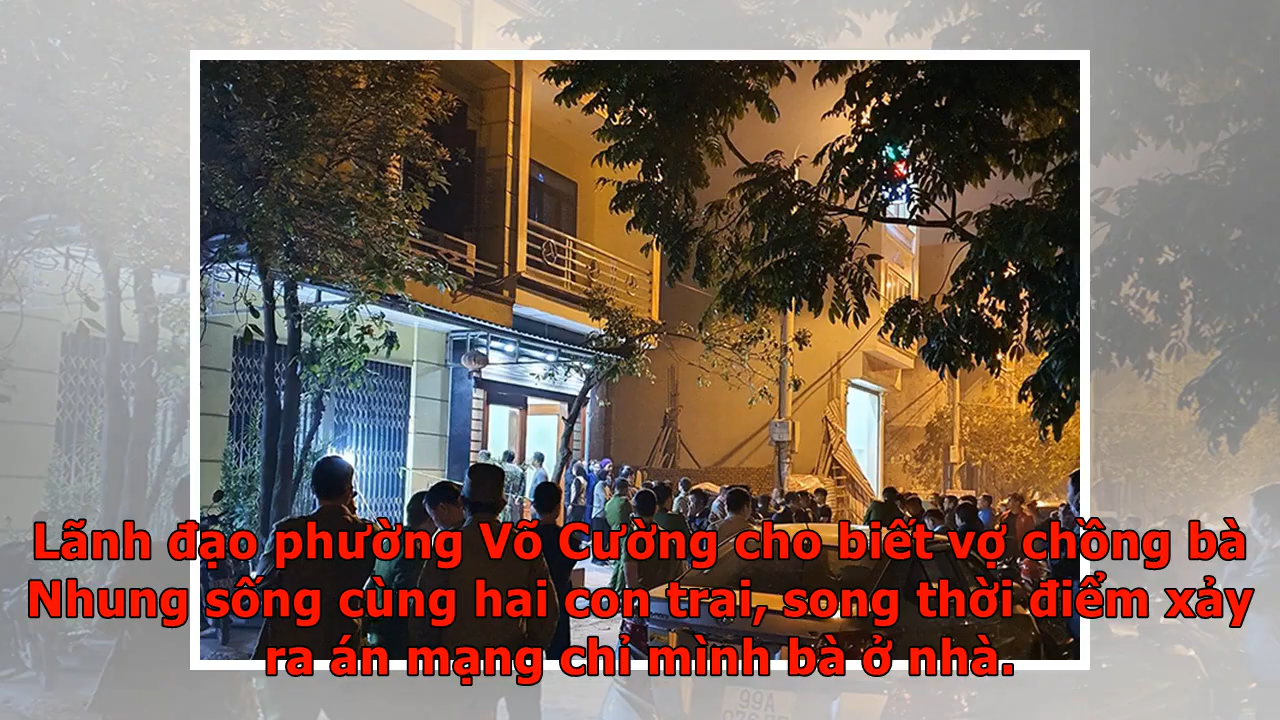 Lãnh đạo phường Võ Cường cho biết vợ chồng bà
Nhung sống cùng hai con trai, song thời điểm xảy
ra án mạng chỉ mình bà ở nhà.
99A